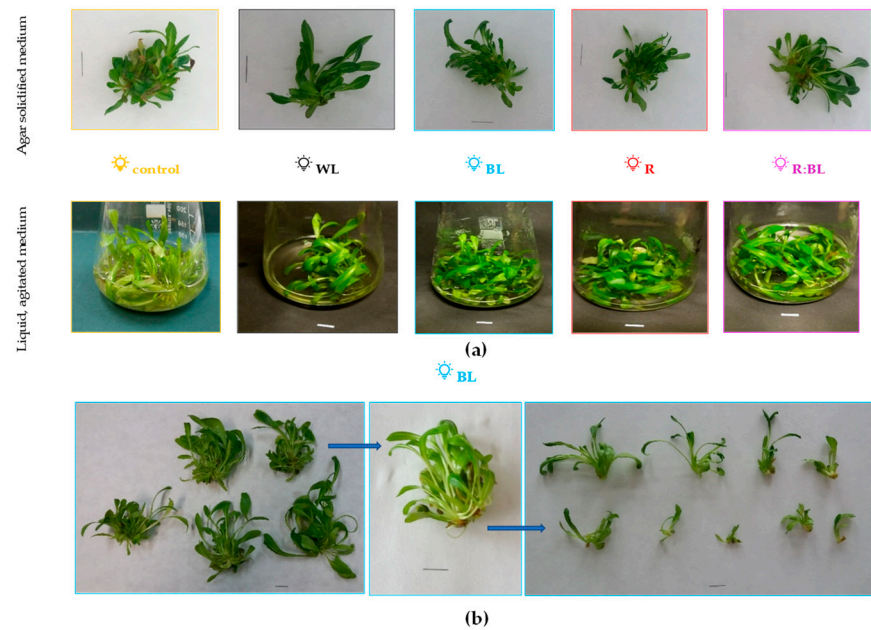 Agar solidified medium
control
WL
BL
R
R:BL
Liquid, agitated medium
(a)
BL
(b)